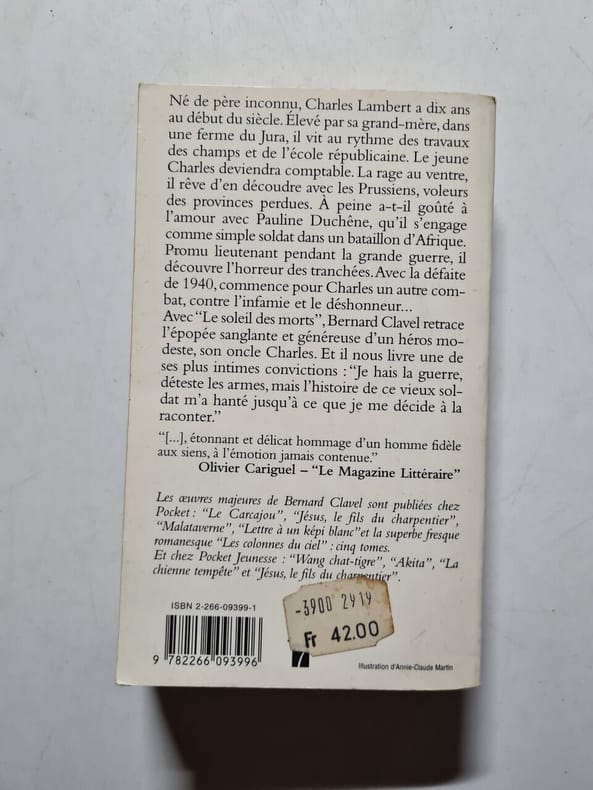 Né de père inconnu, Charles Lambert a dix ans
au début du siècle. Élevé par sa grand-mère, dans
une ferme du Jura, il vit au rythme des travaux
des champs et de l'école républicaine. Le jeune
Charles deviendra comptable. La rage au ventre,
il rêve d'en découdre avec les Prussiens, voleurs
des provinces perdues. À peine a-t-il goûté à
l'amour avec Pauline Duchêne, qu'il s'engage
comme simple soldat dans un bataillon d'Afrique.
Promu lieutenant pendant la grande guerre, il
découvre l'horreur des tranchées. Avec la défaite
de 1940, commence pour Charles un autre com-
bat, contre l'infamie et le déshonneur...
Avec "Le soleil des morts", Bernard Clavel retrace
l'épopée sanglante et généreuse d'un héros mo-
deste, son oncle Charles. Et il nous livre une de
ses plus intimes convictions : "Je hais la guerre,
déteste les armes, mais l'histoire de ce vieux sol-
dat m'a hanté jusqu'à ce que je me décide à la
raconter."
"[...], étonnant et délicat hommage d'un homme fidèle
aux siens, à l'émotion jamais contenue."
Olivier Cariguel – "Le Magazine Littéraire"
Les œuvres majeures de Bernard Clavel sont publiées chez
Pocket : "Le Carcajou", "Jésus, le fils du charpentier",
"Malataverne", "Lettre à un képi blanc" et la superbe fresque
romanesque "Les colonnes du ciel" : cinq tomes.
Et chez Pocket Jeunesse : "Wang chat-tigre", "Akita", "La
chienne tempête" et "Jésus, le fils du charpentier".
ISBN 2-266-09399-1
9 782266 093996
-3900 2919
Fr 42.00
Illustration d'Annie-Claude Martin